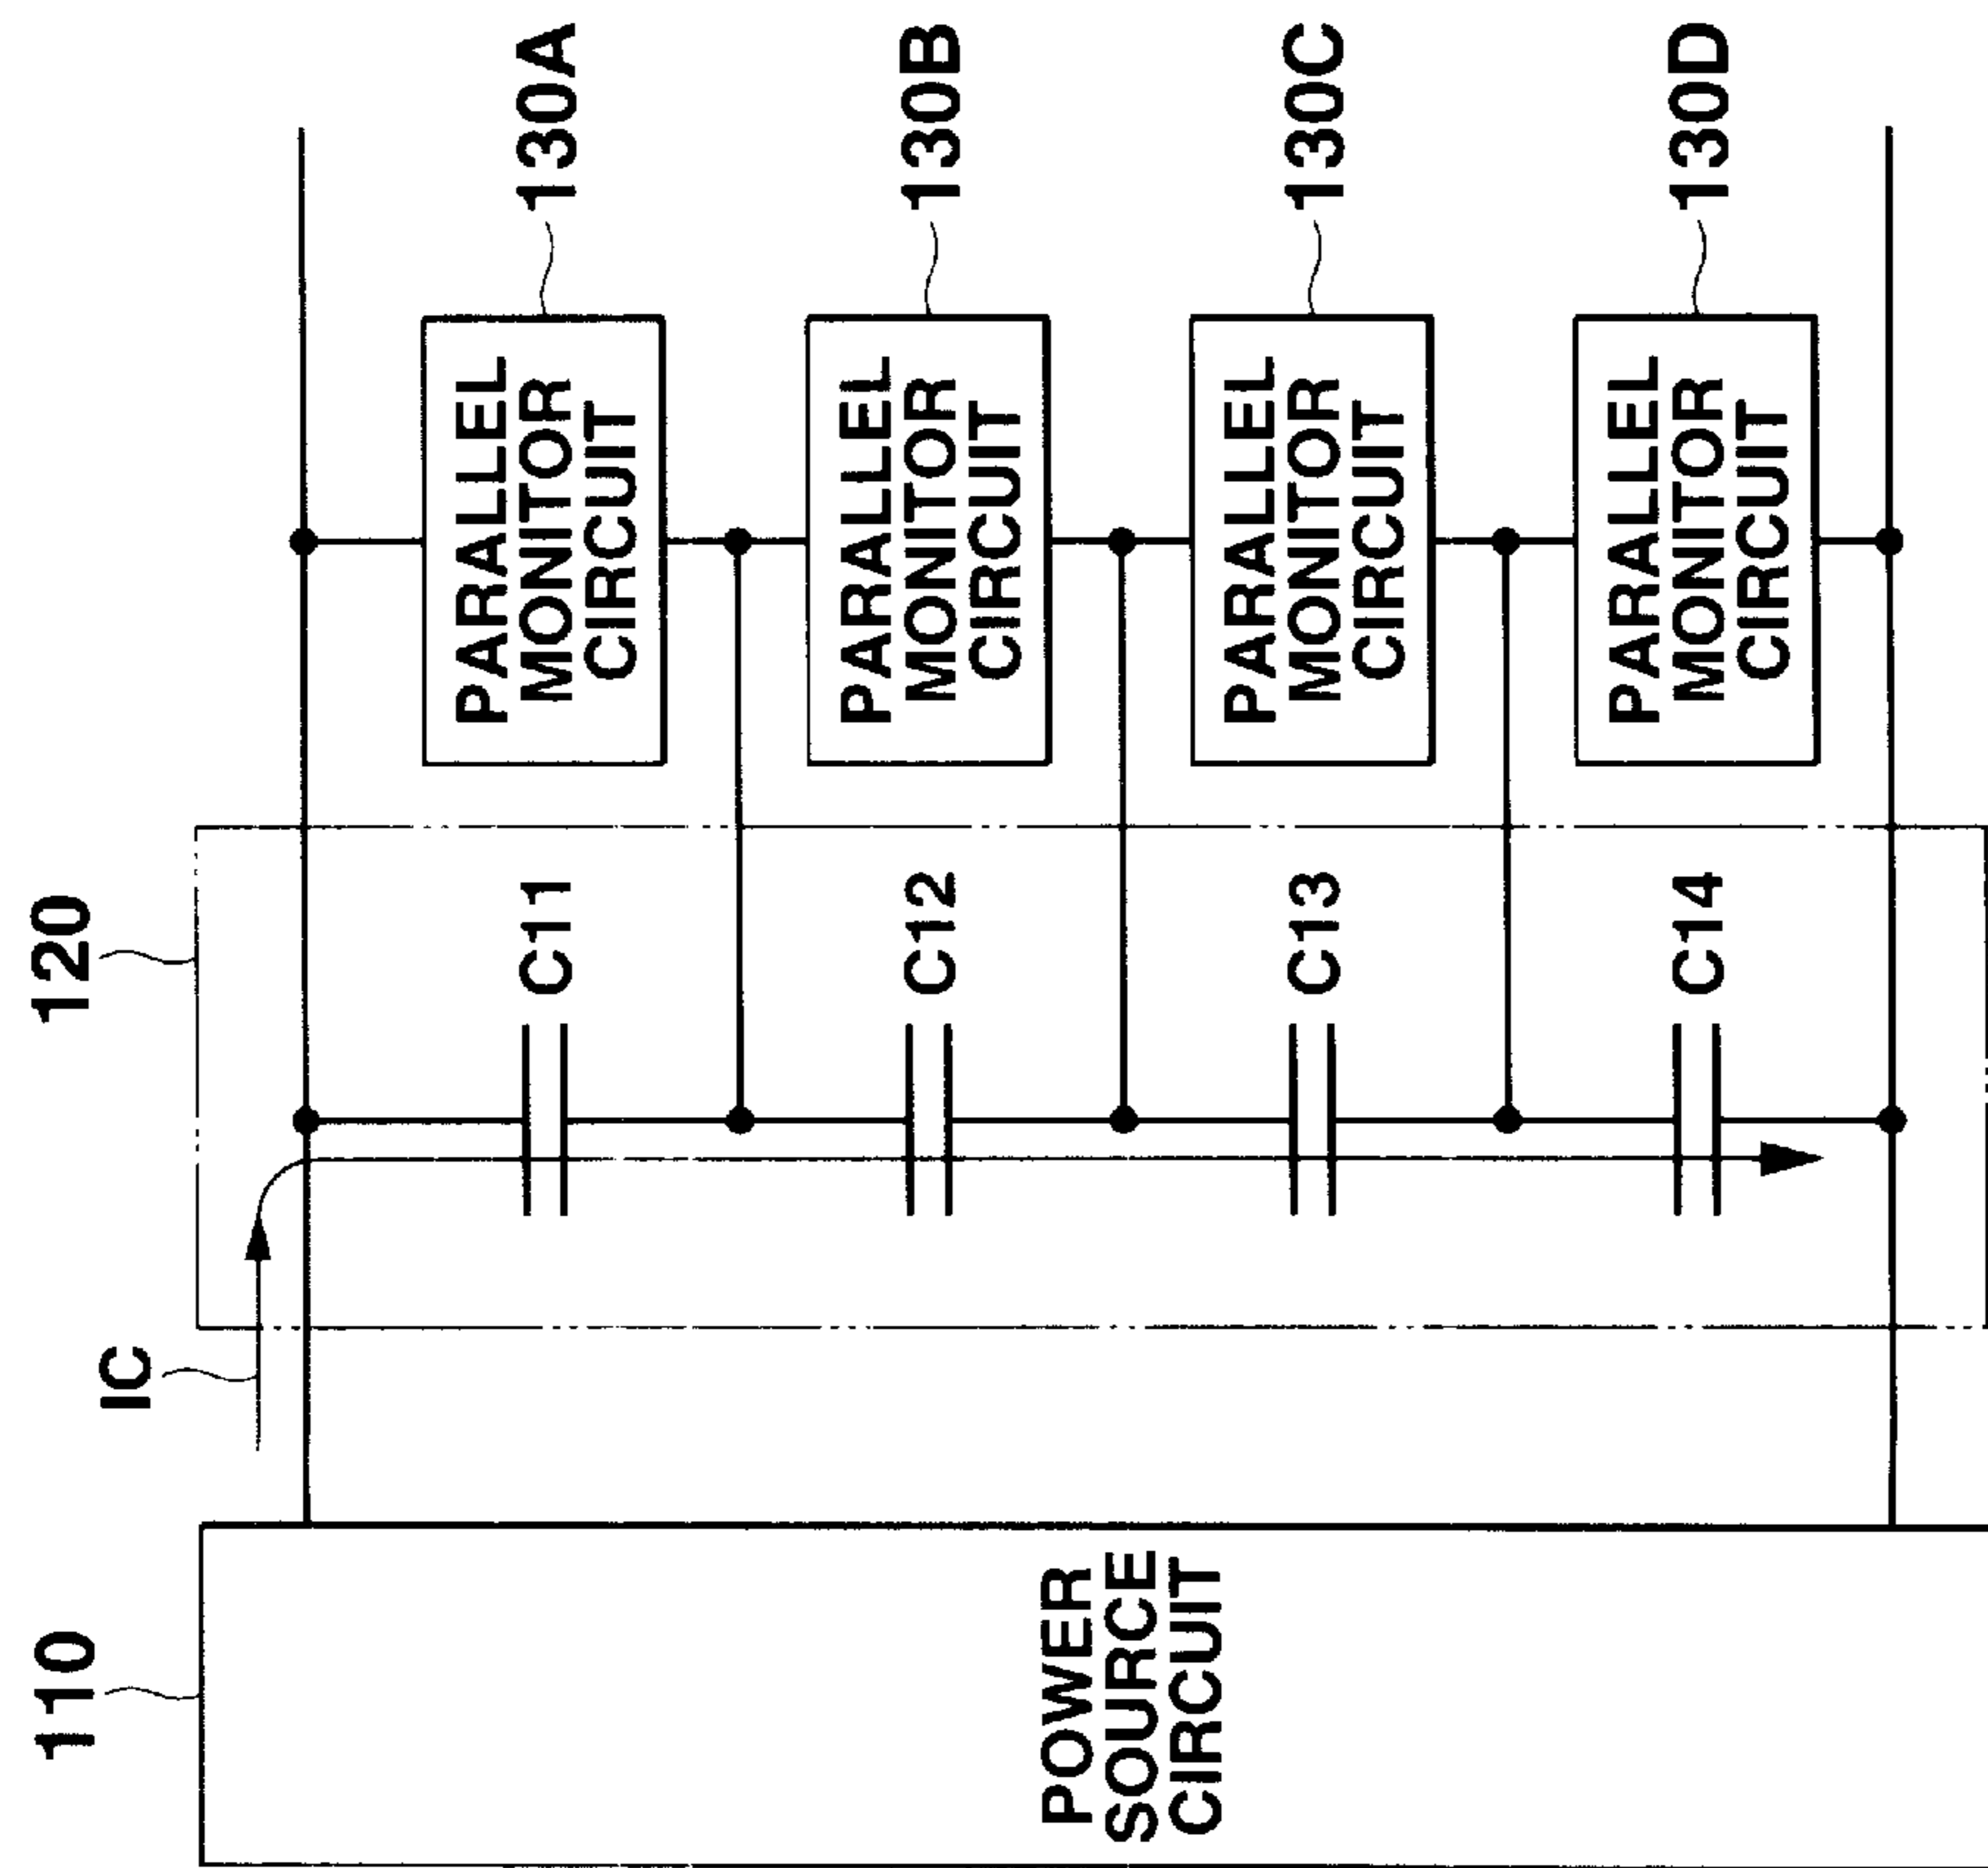 110
POWER
SOURCE
CIRCUIT
IC
120
C11
C12
C13
C14
PARALLEL
MONITOR
CIRCUIT
130A
PARALLEL
MONITOR
CIRCUIT
130B
PARALLEL
MONITOR
CIRCUIT
130C
PARALLEL
MONITOR
CIRCUIT
130D